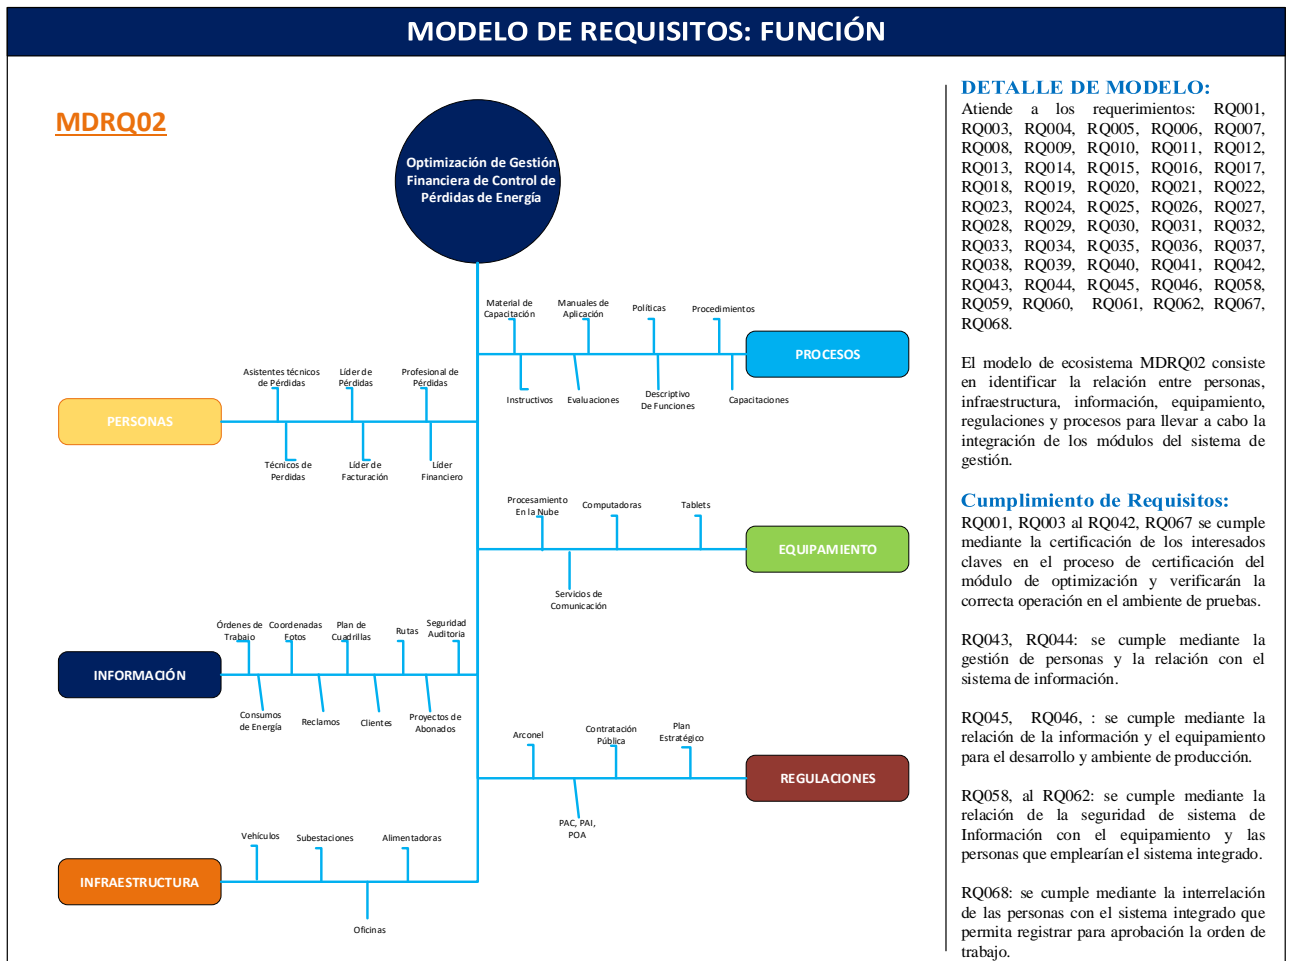 MODELO DE REQUISITOS: FUNCIÓN
MDRQ02
Optimización de Gestión
Financiera de Control de
Pérdidas de Energía
Material de
Capacitación
Manuales de
Aplicación
Políticas
Procedimientos
PROCESOS
Instructivos
Evaluaciones
Descriptivo
De Funciones
Capacitaciones
Asistentes técnicos
de Pérdidas
Líder de
Pérdidas
Profesional de
Pérdidas
PERSONAS
Técnicos de
Perdidas
Líder de
Facturación
Líder
Financiero
Procesamiento
En la Nube
Computadoras
Tablets
EQUIPAMIENTO
Servicios de
Comunicación
Órdenes de
Trabajo
Coordenadas
Fotos
Plan de
Cuadrillas
Rutas
Seguridad
Auditoria
INFORMACIÓN
Consumos
de Energía
Reclamos
Clientes
Proyectos de
Abonados
Arconel
Contratación
Pública
Plan
Estratégico
REGULACIONES
PAC, PAI,
POA
Vehículos
Subestaciones
Alimentadoras
INFRAESTRUCTURA
Oficinas
DETALLE DE MODELO:
Atiende a los requerimientos: RQ001,
RQ003, RQ004, RQ005, RQ006, RQ007,
RQ008, RQ009, RQ010, RQ011, RQ012,
RQ013, RQ014, RQ015, RQ016, RQ017,
RQ018, RQ019, RQ020, RQ021, RQ022,
RQ023, RQ024, RQ025, RQ026, RQ027,
RQ028, RQ029, RQ030, RQ031, RQ032,
RQ033, RQ034, RQ035, RQ036, RQ037,
RQ038, RQ039, RQ040, RQ041, RQ042,
RQ043, RQ044, RQ045, RQ046, RQ058,
RQ059, RQ060, RQ061, RQ062, RQ067,
RQ068.
El modelo de ecosistema MDRQ02 consiste
en identificar la relación entre personas,
infraestructura, información, equipamiento,
regulaciones y procesos para llevar a cabo la
integración de los módulos del sistema de
gestión.
Cumplimiento de Requisitos:
RQ001, RQ003 al RQ042, RQ067 se cumple
mediante la certificación de los interesados
claves en el proceso de certificación del
módulo de optimización y verificarán la
correcta operación en el ambiente de pruebas.
RQ043, RQ044: se cumple mediante la
gestión de personas y la relación con el
sistema de información.
RQ045, RQ046, : se cumple mediante la
relación de la información y el equipamiento
para el desarrollo y ambiente de producción.
RQ058, al RQ062: se cumple mediante la
relación de la seguridad de sistema de
Información con el equipamiento y las
personas que emplearían el sistema integrado.
RQ068: se cumple mediante la interrelación
de las personas con el sistema integrado que
permita registrar para aprobación la orden de
trabajo.